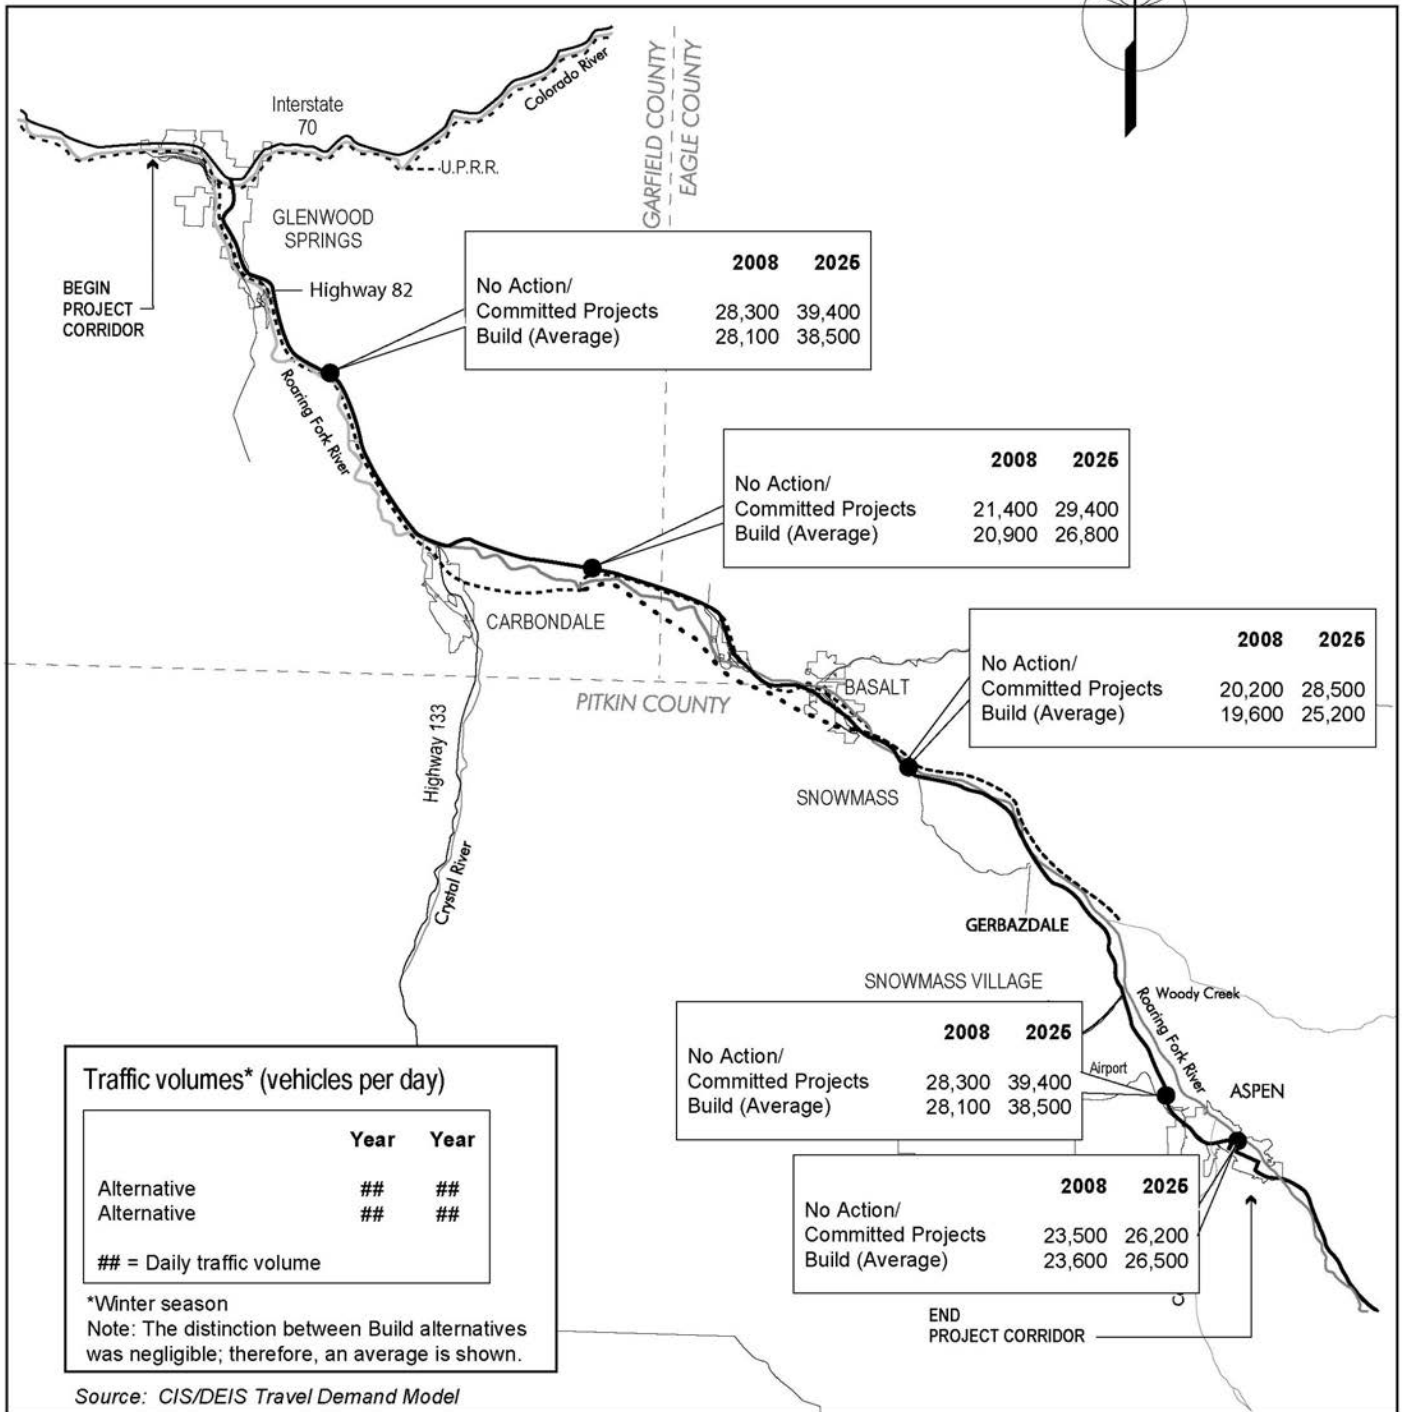 Colorado River
Interstate
70
GARFIELD COUNTY
EAGLE COUNTY
U.P.R.R.
GLENWOOD
SPRINGS
BEGIN
PROJECT
CORRIDOR
Highway 82
2008 2025
No Action/
Committed Projects 28,300 39,400
Build (Average) 28,100 38,500
Roaring Fork River
2008 2025
No Action/
Committed Projects 21,400 29,400
Build (Average) 20,900 26,800
CARBONDALE
2008 2025
No Action/
Committed Projects 20,200 28,500
Build (Average) 19,600 25,200
BASALT
PITKIN COUNTY
Highway 133
SNOWMASS
Crystal River
GERBAZDALE
SNOWMASS VILLAGE
Woody Creek
Roaring Fork River
2008 2025
No Action/
Committed Projects 28,300 39,400
Build (Average) 28,100 38,500
Airport
ASPEN
2008 2025
No Action/
Committed Projects 23,500 26,200
Build (Average) 23,600 26,500
END
PROJECT CORRIDOR
Traffic volumes* (vehicles per day)
Year Year
Alternative ## ##
Alternative ## ##
## = Daily traffic volume
*Winter season
Note: The distinction between Build alternatives
was negligible; therefore, an average is shown.
Source: CIS/DEIS Travel Demand Model